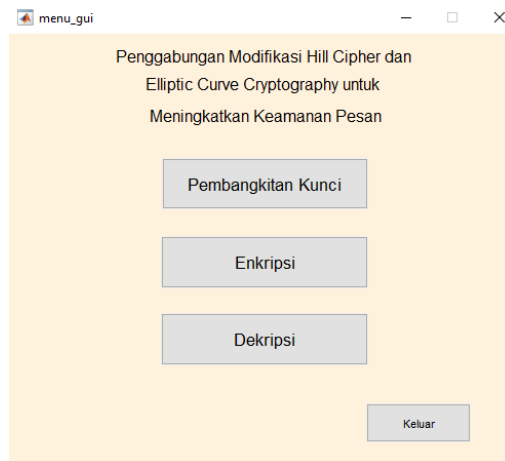 menu_gui
Penggabungan Modifikasi Hill Cipher dan
Elliptic Curve Cryptography untuk
Meningkatkan Keamanan Pesan
Pembangkitan Kunci
Enkripsi
Dekripsi
Keluar